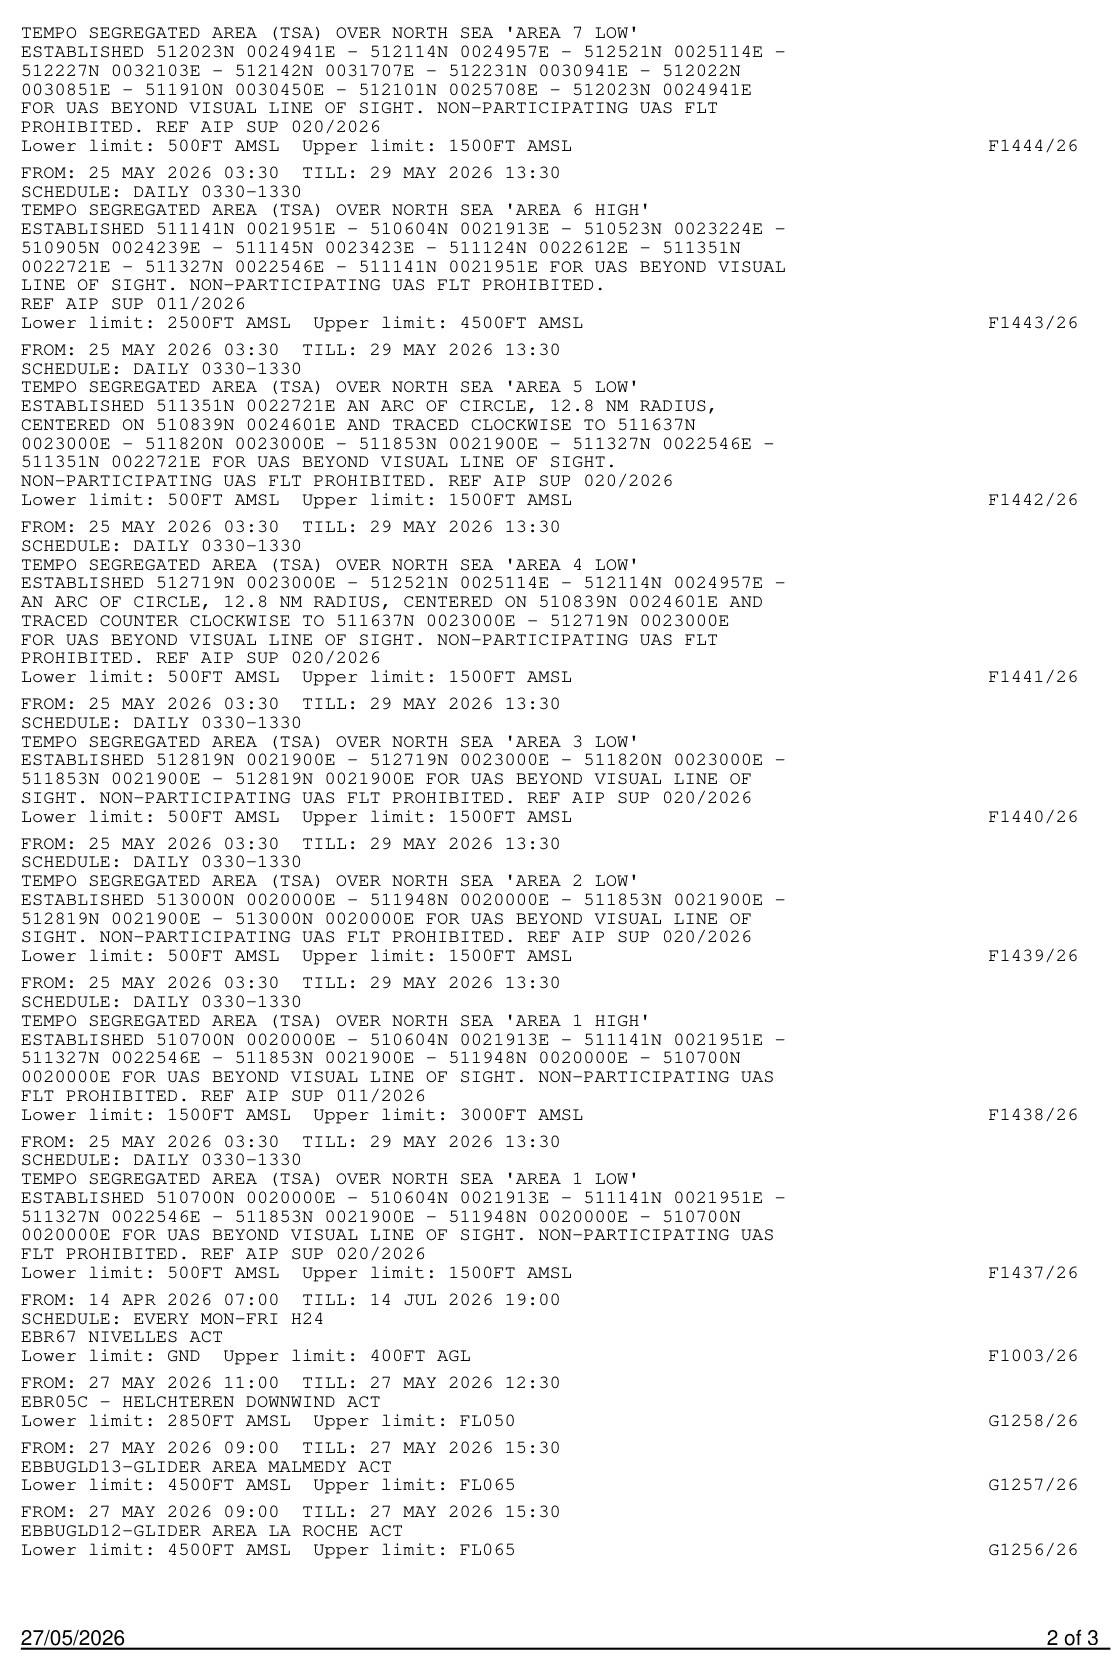 TEMPO SEGREGATED AREA (TSA) OVER NORTH SEA 'AREA 7 LOW'
ESTABLISHED 512023N 0024941E - 512114N 0024957E - 512521N 0025114E -
512227N 0032103E - 512142N 0031707E - 512231N 0030941E - 512022N
0030851E - 511910N 0030450E - 512101N 0025708E - 512023N 0024941E
FOR UAS BEYOND VISUAL LINE OF SIGHT. NON-PARTICIPATING UAS FLT
PROHIBITED. REF AIP SUP 020/2026
Lower limit: 500FT AMSL  Upper limit: 1500FT AMSL F1444/26
FROM: 25 MAY 2026 03:30  TILL: 29 MAY 2026 13:30
SCHEDULE: DAILY 0330-1330
TEMPO SEGREGATED AREA (TSA) OVER NORTH SEA 'AREA 6 HIGH'
ESTABLISHED 511141N 0021951E - 510604N 0021913E - 510523N 0023224E -
510905N 0024239E - 511145N 0023423E - 511124N 0022612E - 511351N
0022721E - 511327N 0022546E - 511141N 0021951E FOR UAS BEYOND VISUAL
LINE OF SIGHT. NON-PARTICIPATING UAS FLT PROHIBITED.
REF AIP SUP 011/2026
Lower limit: 2500FT AMSL  Upper limit: 4500FT AMSL F1443/26
FROM: 25 MAY 2026 03:30  TILL: 29 MAY 2026 13:30
SCHEDULE: DAILY 0330-1330
TEMPO SEGREGATED AREA (TSA) OVER NORTH SEA 'AREA 5 LOW'
ESTABLISHED 511351N 0022721E AN ARC OF CIRCLE, 12.8 NM RADIUS,
CENTERED ON 510839N 0024601E AND TRACED CLOCKWISE TO 511637N
0023000E - 511820N 0023000E - 511853N 0021900E - 511327N 0022546E -
511351N 0022721E FOR UAS BEYOND VISUAL LINE OF SIGHT.
NON-PARTICIPATING UAS FLT PROHIBITED. REF AIP SUP 020/2026
Lower limit: 500FT AMSL  Upper limit: 1500FT AMSL F1442/26
FROM: 25 MAY 2026 03:30  TILL: 29 MAY 2026 13:30
SCHEDULE: DAILY 0330-1330
TEMPO SEGREGATED AREA (TSA) OVER NORTH SEA 'AREA 4 LOW'
ESTABLISHED 512719N 0023000E - 512521N 0025114E - 512114N 0024957E -
AN ARC OF CIRCLE, 12.8 NM RADIUS, CENTERED ON 510839N 0024601E AND
TRACED COUNTER CLOCKWISE TO 511637N 0023000E - 512719N 0023000E
FOR UAS BEYOND VISUAL LINE OF SIGHT. NON-PARTICIPATING UAS FLT
PROHIBITED. REF AIP SUP 020/2026
Lower limit: 500FT AMSL  Upper limit: 1500FT AMSL F1441/26
FROM: 25 MAY 2026 03:30  TILL: 29 MAY 2026 13:30
SCHEDULE: DAILY 0330-1330
TEMPO SEGREGATED AREA (TSA) OVER NORTH SEA 'AREA 3 LOW'
ESTABLISHED 512819N 0021900E - 512719N 0023000E - 511820N 0023000E -
511853N 0021900E - 512819N 0021900E FOR UAS BEYOND VISUAL LINE OF
SIGHT. NON-PARTICIPATING UAS FLT PROHIBITED. REF AIP SUP 020/2026
Lower limit: 500FT AMSL  Upper limit: 1500FT AMSL F1440/26
FROM: 25 MAY 2026 03:30  TILL: 29 MAY 2026 13:30
SCHEDULE: DAILY 0330-1330
TEMPO SEGREGATED AREA (TSA) OVER NORTH SEA 'AREA 2 LOW'
ESTABLISHED 513000N 0020000E - 511948N 0020000E - 511853N 0021900E -
512819N 0021900E - 513000N 0020000E FOR UAS BEYOND VISUAL LINE OF
SIGHT. NON-PARTICIPATING UAS FLT PROHIBITED. REF AIP SUP 020/2026
Lower limit: 500FT AMSL  Upper limit: 1500FT AMSL F1439/26
FROM: 25 MAY 2026 03:30  TILL: 29 MAY 2026 13:30
SCHEDULE: DAILY 0330-1330
TEMPO SEGREGATED AREA (TSA) OVER NORTH SEA 'AREA 1 HIGH'
ESTABLISHED 510700N 0020000E - 510604N 0021913E - 511141N 0021951E -
511327N 0022546E - 511853N 0021900E - 511948N 0020000E - 510700N
0020000E FOR UAS BEYOND VISUAL LINE OF SIGHT. NON-PARTICIPATING UAS
FLT PROHIBITED. REF AIP SUP 011/2026
Lower limit: 1500FT AMSL  Upper limit: 3000FT AMSL F1438/26
FROM: 25 MAY 2026 03:30  TILL: 29 MAY 2026 13:30
SCHEDULE: DAILY 0330-1330
TEMPO SEGREGATED AREA (TSA) OVER NORTH SEA 'AREA 1 LOW'
ESTABLISHED 510700N 0020000E - 510604N 0021913E - 511141N 0021951E -
511327N 0022546E - 511853N 0021900E - 511948N 0020000E - 510700N
0020000E FOR UAS BEYOND VISUAL LINE OF SIGHT. NON-PARTICIPATING UAS
FLT PROHIBITED. REF AIP SUP 020/2026
Lower limit: 500FT AMSL  Upper limit: 1500FT AMSL F1437/26
FROM: 14 APR 2026 07:00  TILL: 14 JUL 2026 19:00
SCHEDULE: EVERY MON-FRI H24
EBR67 NIVELLES ACT
Lower limit: GND  Upper limit: 400FT AGL F1003/26
FROM: 27 MAY 2026 11:00  TILL: 27 MAY 2026 12:30
EBR05C - HELCHTEREN DOWNWIND ACT
Lower limit: 2850FT AMSL  Upper limit: FL050 G1258/26
FROM: 27 MAY 2026 09:00  TILL: 27 MAY 2026 15:30
EBBUGLD13-GLIDER AREA MALMEDY ACT
Lower limit: 4500FT AMSL  Upper limit: FL065 G1257/26
FROM: 27 MAY 2026 09:00  TILL: 27 MAY 2026 15:30
EBBUGLD12-GLIDER AREA LA ROCHE ACT
Lower limit: 4500FT AMSL  Upper limit: FL065 G1256/26
27/05/2026 2 of 3